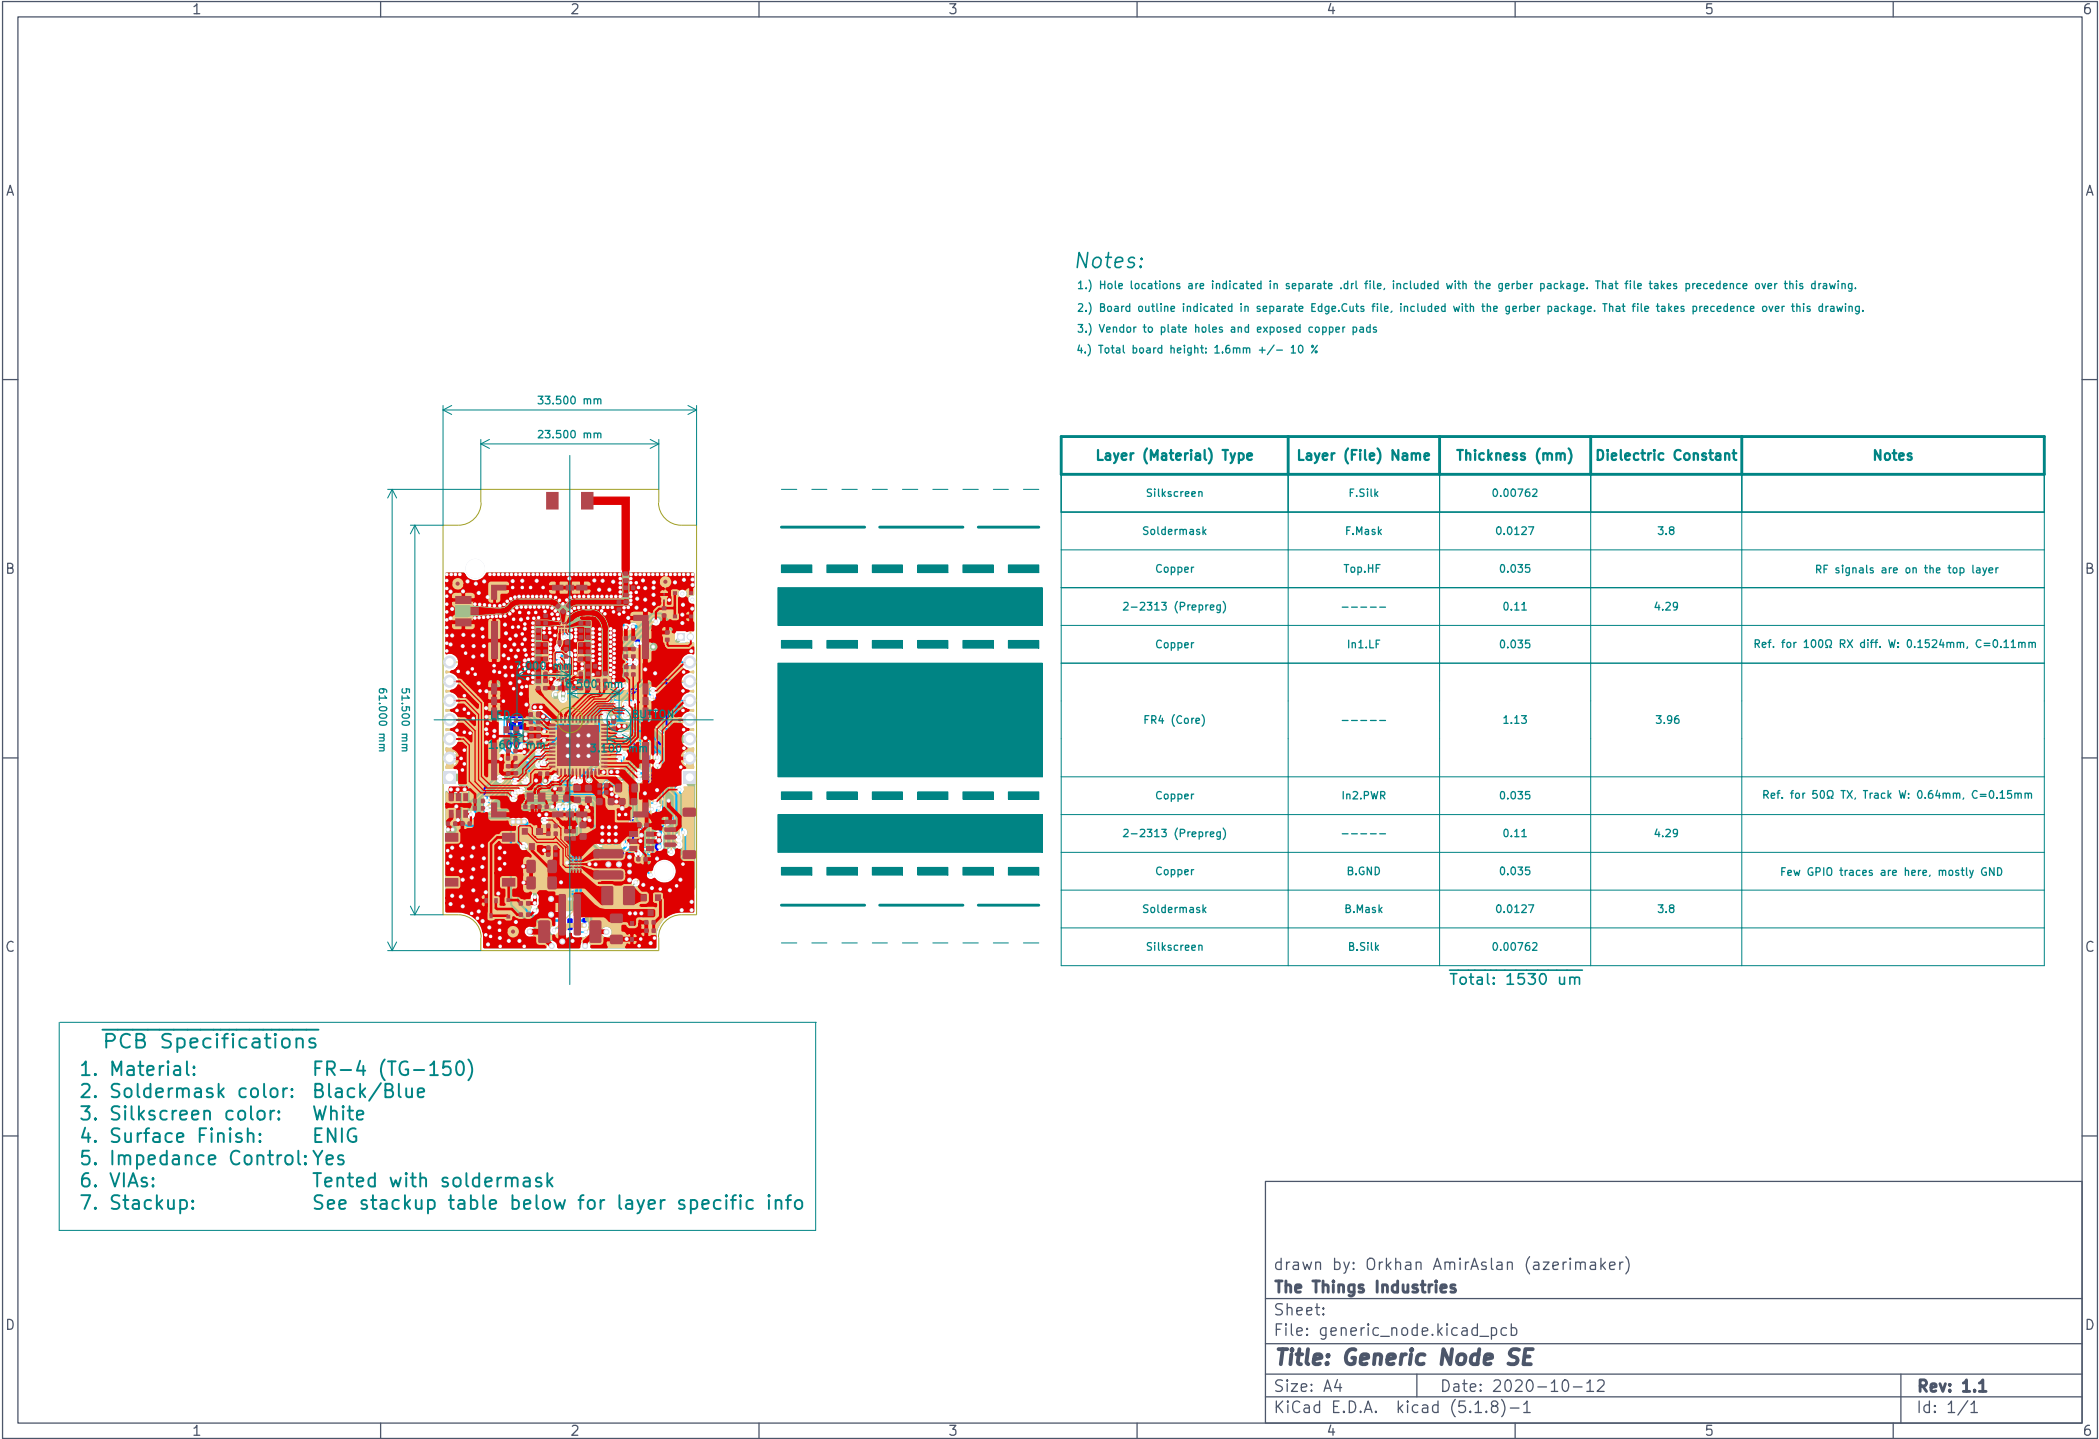 1 2 3 4 5 6
A A
Notes:
1.) Hole locations are indicated in separate .drl file, included with the gerber package. That file takes precedence over this drawing.
2.) Board outline indicated in separate Edge.Cuts file, included with the gerber package. That file takes precedence over this drawing.
3.) Vendor to plate holes and exposed copper pads
4.) Total board height: 1.6mm +/- 10 %
33.500 mm
23.500 mm
61.000 mm
51.500 mm
Layer (Material) Type Layer (File) Name Thickness (mm) Dielectric Constant Notes
Silkscreen F.Silk 0.00762
Soldermask F.Mask 0.0127 3.8
B Copper Top.HF 0.035 RF signals are on the top layer B
2-2313 (Prepreg) ----- 0.11 4.29
Copper In1.LF 0.035 Ref. for 100Ω RX diff. W: 0.1524mm, C=0.11mm
FR4 (Core) ----- 1.13 3.96
Copper In2.PWR 0.035 Ref. for 50Ω TX, Track W: 0.64mm, C=0.15mm
2-2313 (Prepreg) ----- 0.11 4.29
Copper B.GND 0.035 Few GPIO traces are here, mostly GND
Soldermask B.Mask 0.0127 3.8
C Silkscreen B.Silk 0.00762 C
Total: 1530 um
PCB Specifications
1. Material: FR-4 (TG-150)
2. Soldermask color: Black/Blue
3. Silkscreen color: White
4. Surface Finish: ENIG
5. Impedance Control: Yes
6. VIAs: Tented with soldermask
7. Stackup: See stackup table below for layer specific info
drawn by: Orkhan AmirAslan (azerimaker)
The Things Industries
Sheet:
File: generic_node.kicad_pcb
D D
Title: Generic Node SE
Size: A4 Date: 2020-10-12 Rev: 1.1
KiCad E.D.A. kicad (5.1.8)-1 Id: 1/1
1 2 3 4 5 6